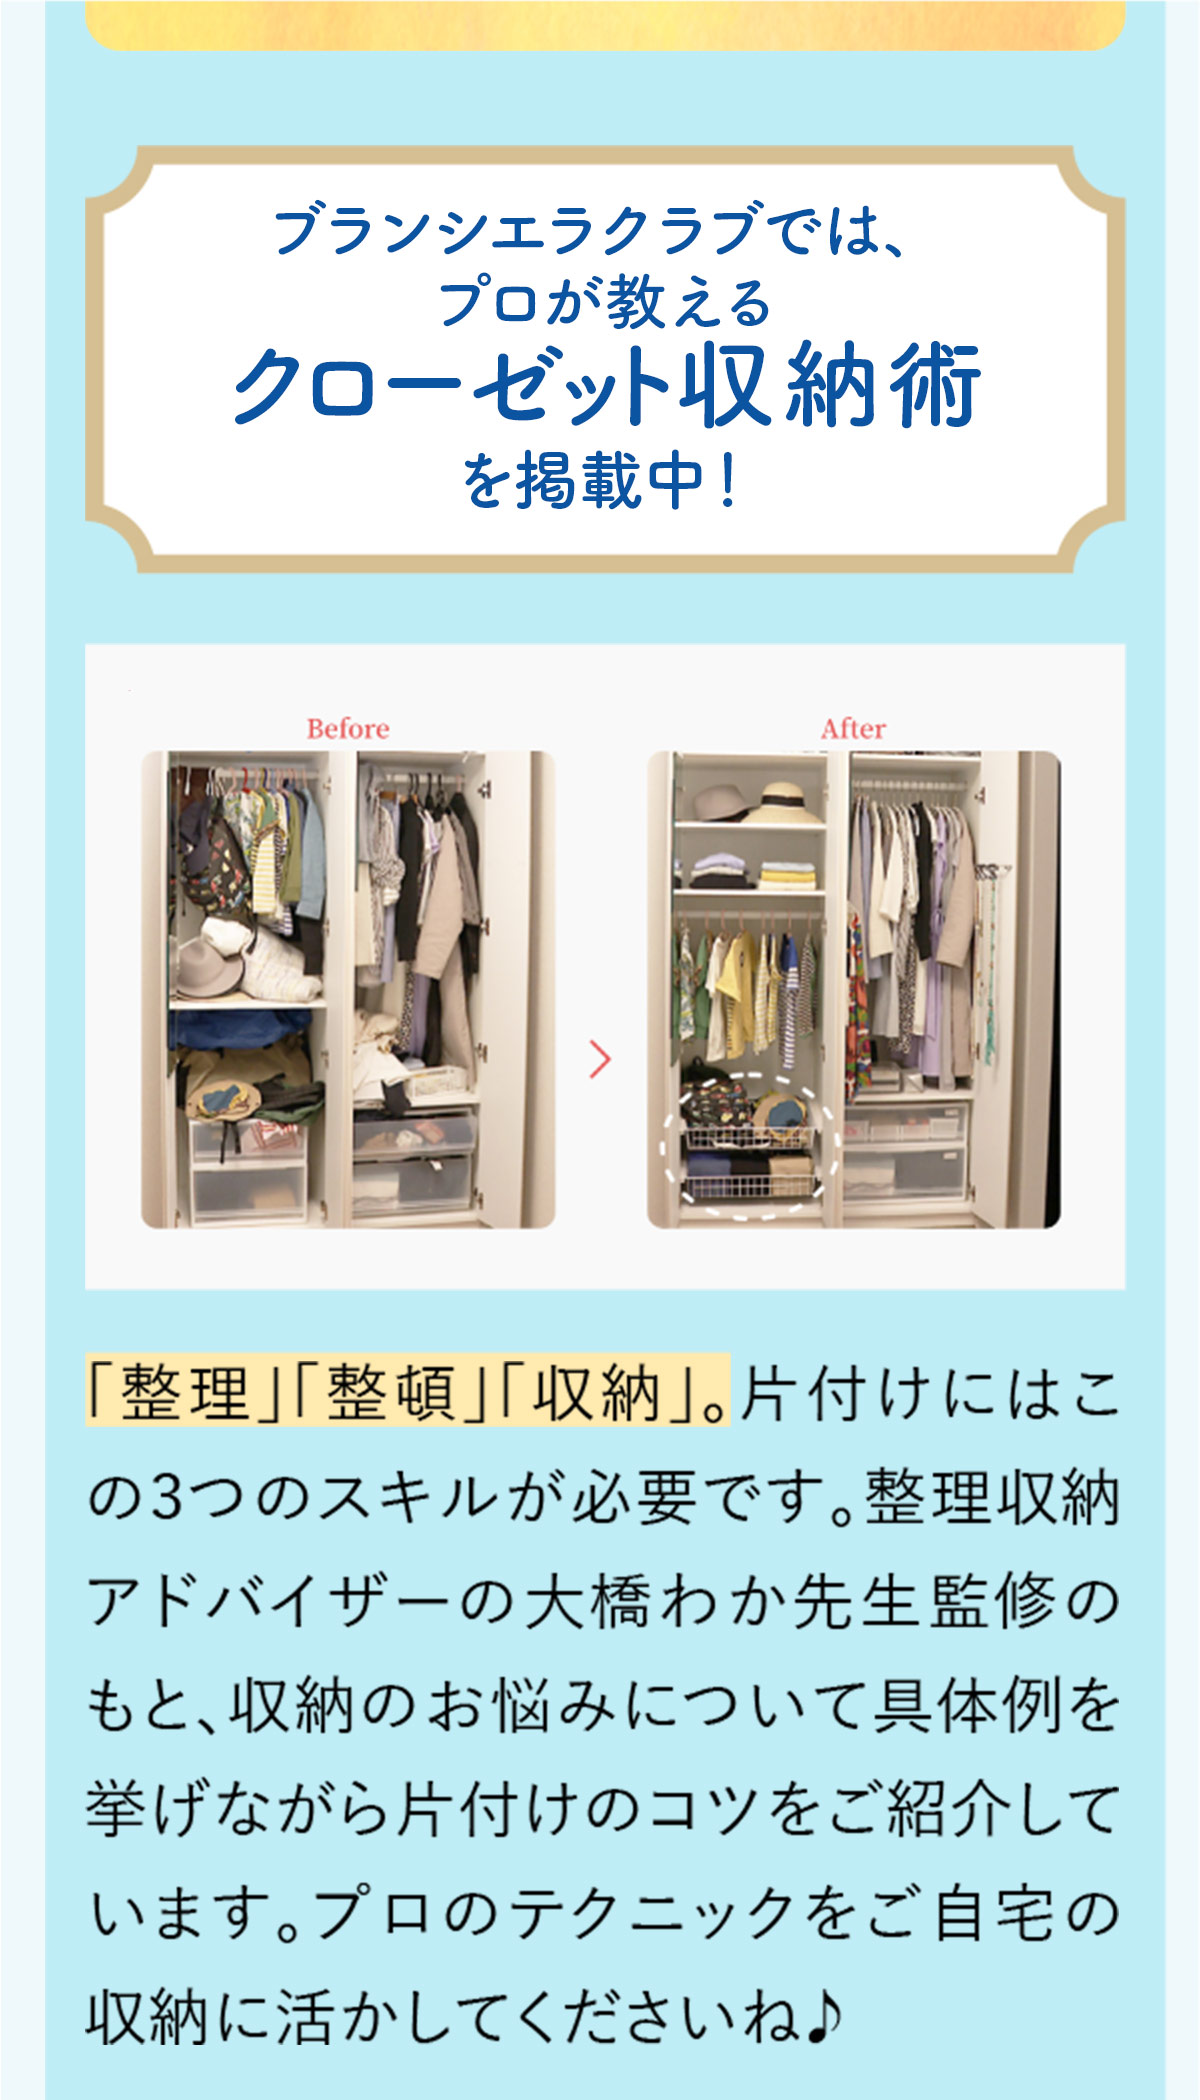 ブランシエラクラブでは、
プロが教える
クローゼット収納術
を掲載中！
Before
After
「整理」「整頓」「収納」。片付けにはこ
の3つのスキルが必要です。整理収納
アドバイザーの大橋わか先生監修の
もと、収納のお悩みについて具体例を
挙げながら片付けのコツをご紹介して
います。プロのテクニックをご自宅の
収納に活かしてくださいね♪